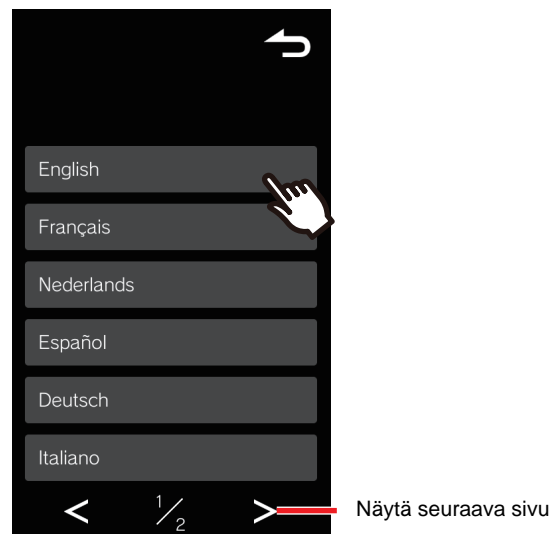 English
Français
Nederlands
Español
Deutsch
Italiano
< 1/2 > Näytä seuraava sivu